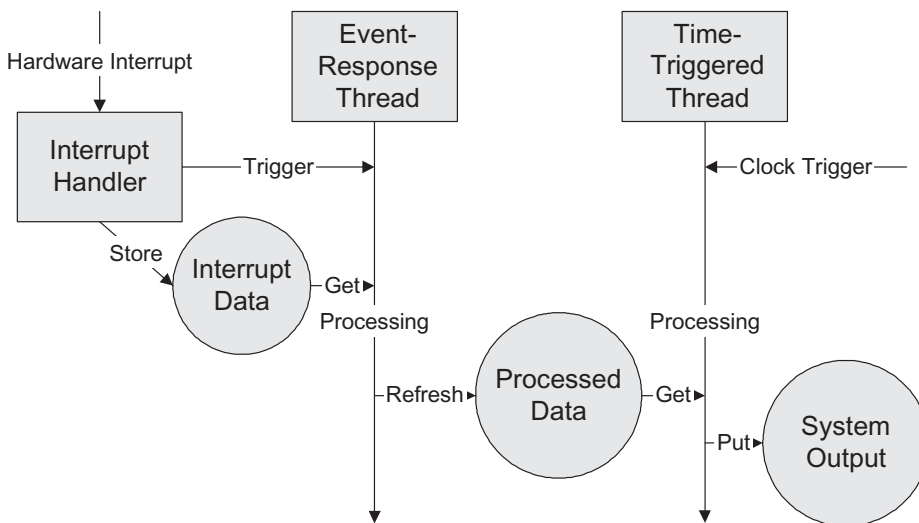 Hardware Interrupt
Interrupt
Handler
Event-
Response
Thread
Time-
Triggered
Thread
Trigger
Clock Trigger
Store
Interrupt
Data
Get
Processing
Processing
Refresh
Processed
Data
Get
Put
System
Output